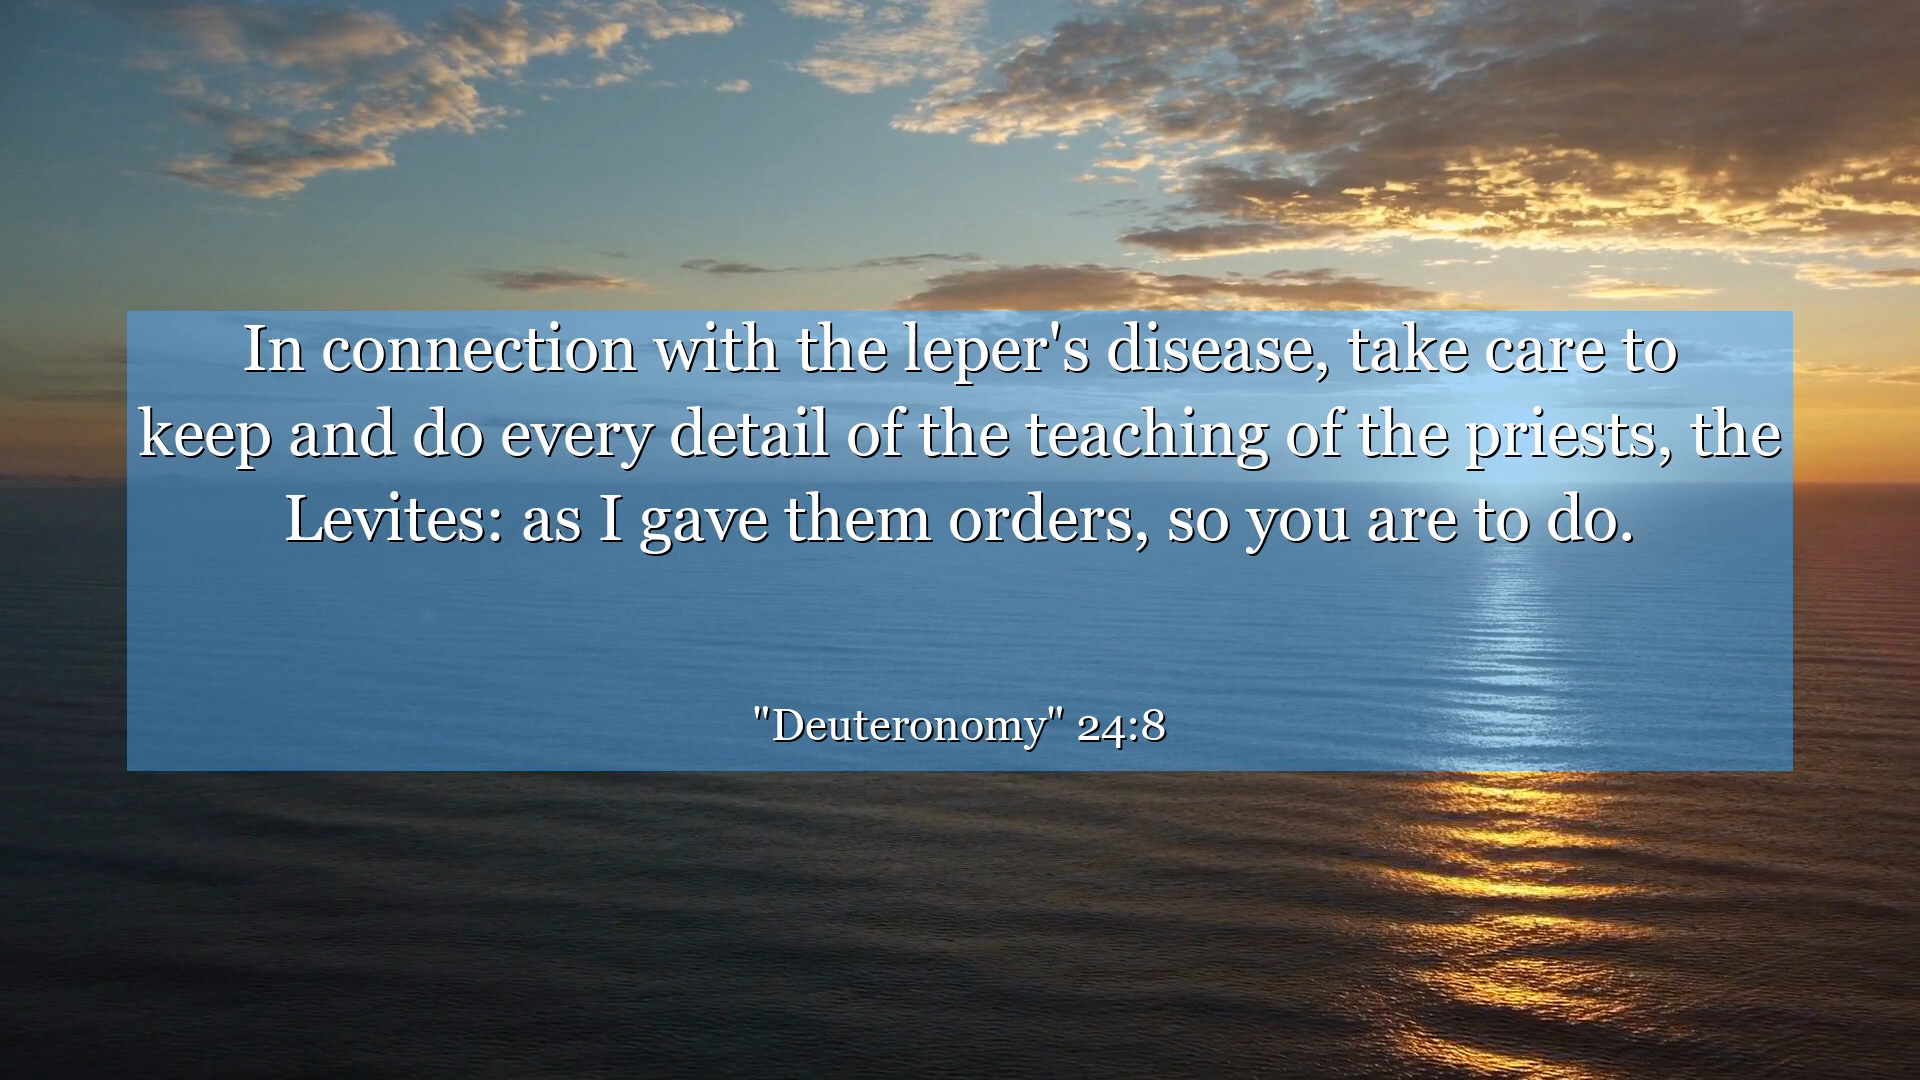 In connection with the leper's disease, take care to
keep and do every detail of the teaching of the priests, the
Levites: as I gave them orders, so you are to do.
"Deuteronomy" 24:8